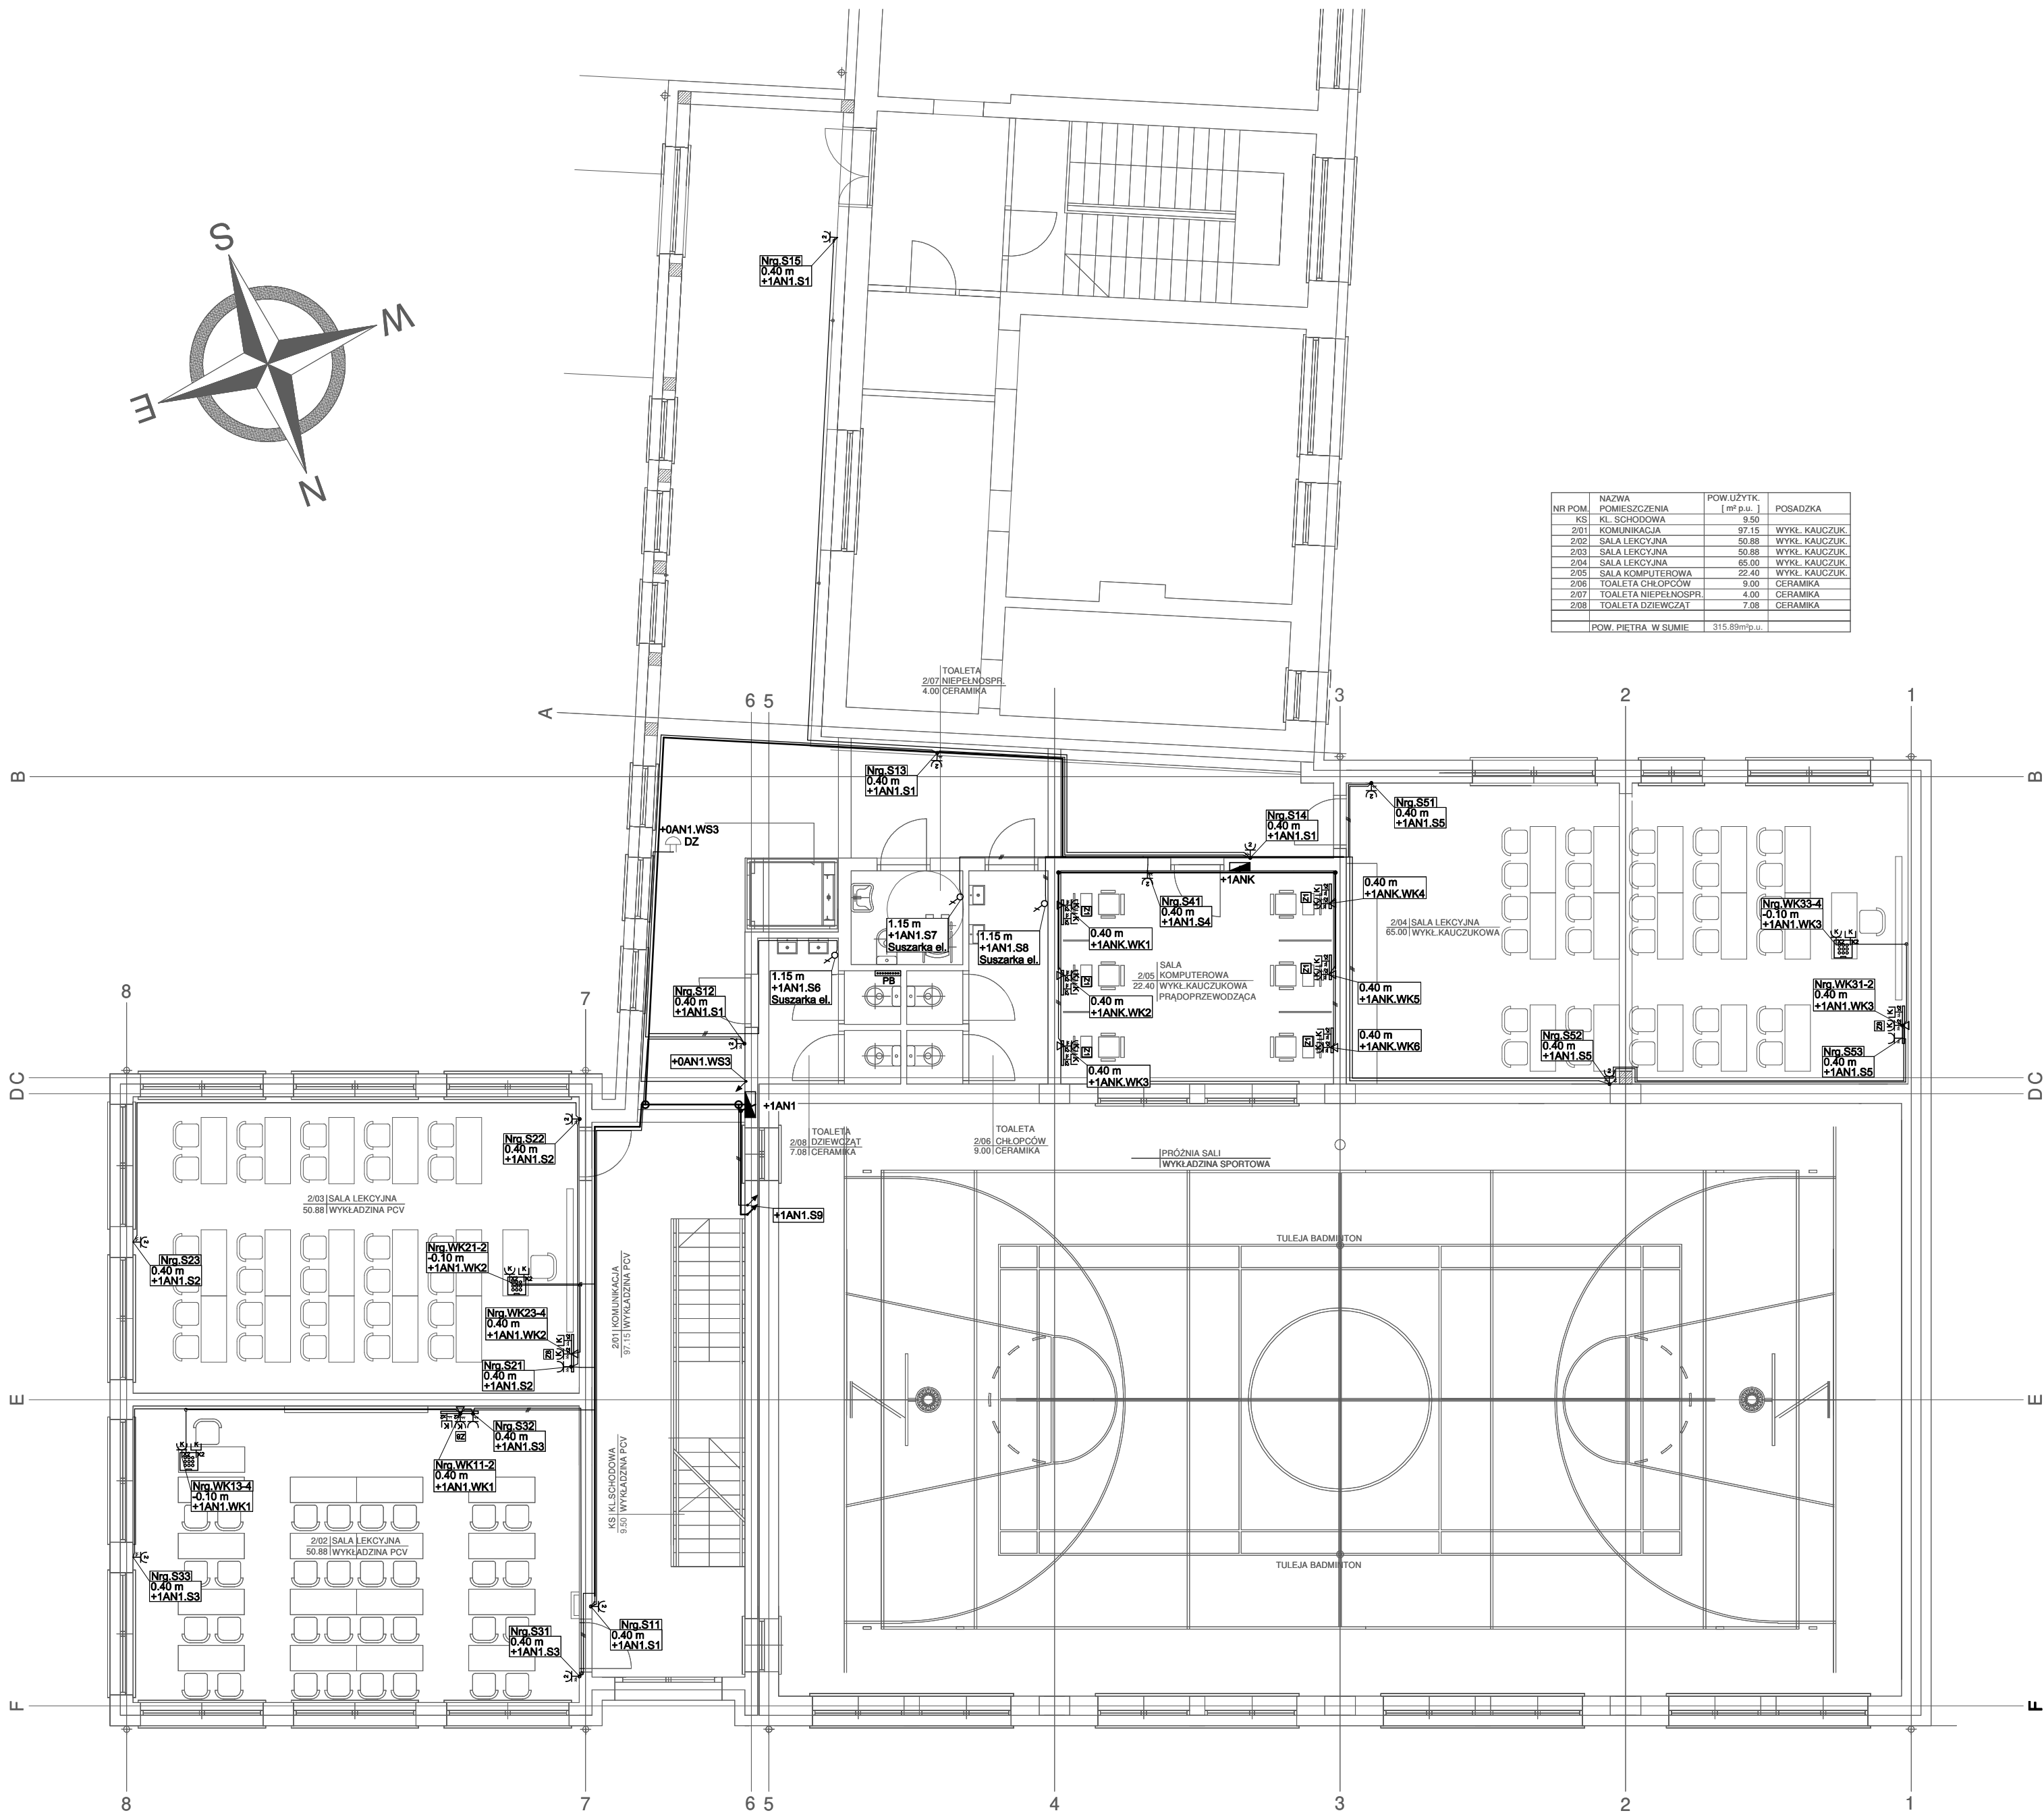 S
W
E
N
Nrg.S15
0.40 m
+1AN1.S1
NR POM. NAZWA POMIESZCZENIA POW.UŻYTK. [ m² p.u. ] POSADZKA
KS KL. SCHODOWA 9.50
2/01 KOMUNIKACJA 97.15 WYKŁ. KAUCZUK.
2/02 SALA LEKCYJNA 50.88 WYKŁ. KAUCZUK.
2/03 SALA LEKCYJNA 50.88 WYKŁ. KAUCZUK.
2/04 SALA LEKCYJNA 65.00 WYKŁ. KAUCZUK.
2/05 SALA KOMPUTEROWA 22.40 WYKŁ. KAUCZUK.
2/06 TOALETA CHŁOPCÓW 9.00 CERAMIKA
2/07 TOALETA NIEPEŁNOSPR. 4.00 CERAMIKA
2/08 TOALETA DZIEWCZĄT 7.08 CERAMIKA
POW. PIĘTRA W SUMIE 315.89m²p.u.
TOALETA
2/07 NIEPEŁNOSPR.
4.00 CERAMIKA
A
6 5
3
2
1
B
B
Nrg.S13
0.40 m
+1AN1.S1
Nrg.S14
0.40 m
+1AN1.S1
Nrg.S51
0.40 m
+1AN1.S5
+0AN1.WS3
DZ
+1ANK
0.40 m
+1ANK.WK4
Nrg.S41
0.40 m
+1AN1.S4
Nrg.WK33-4
-0.10 m
+1AN1.WK3
2/04 SALA LEKCYJNA
65.00 WYKŁ.KAUCZUKOWA
1.15 m
+1AN1.S7
Suszarka el.
1.15 m
+1AN1.S8
Suszarka el.
0.40 m
+1ANK.WK1
SALA
2/05 KOMPUTEROWA
22.40 WYKŁ.KAUCZUKOWA
PRĄDOPRZEWODZĄCA
1.15 m
+1AN1.S6
Suszarka el.
PB
Nrg.S12
0.40 m
+1AN1.S1
0.40 m
+1ANK.WK2
0.40 m
+1ANK.WK5
Nrg.WK31-2
0.40 m
+1AN1.WK3
0.40 m
+1ANK.WK6
Nrg.S52
0.40 m
+1AN1.S5
Nrg.S53
0.40 m
+1AN1.S5
+0AN1.WS3
0.40 m
+1ANK.WK3
8
7
D C
D C
+1AN1
TOALETA
2/08 DZIEWCZĄT
7.08 CERAMIKA
TOALETA
2/06 CHŁOPCÓW
9.00 CERAMIKA
PRÓŻNIA SALI
WYKŁADZINA SPORTOWA
Nrg.S22
0.40 m
+1AN1.S2
2/03 SALA LEKCYJNA
50.88 WYKŁADZINA PCV
+1AN1.S9
Nrg.S23
0.40 m
+1AN1.S2
Nrg.WK21-2
-0.10 m
+1AN1.WK2
TULEJA BADMINTON
2/01 KOMUNIKACJA
97.15 WYKŁADZINA PCV
Nrg.WK23-4
0.40 m
+1AN1.WK2
Nrg.S21
0.40 m
+1AN1.S2
E
E
Nrg.S32
0.40 m
+1AN1.S3
Nrg.WK11-2
0.40 m
+1AN1.WK1
Nrg.WK13-4
-0.10 m
+1AN1.WK1
KS KL.SCHODOWA
9.50 WYKŁADZINA PCV
2/02 SALA LEKCYJNA
50.88 WYKŁADZINA PCV
TULEJA BADMINTON
Nrg.S33
0.40 m
+1AN1.S3
Nrg.S31
0.40 m
+1AN1.S3
Nrg.S11
0.40 m
+1AN1.S1
F
F
8
7
6 5
4
3
2
1